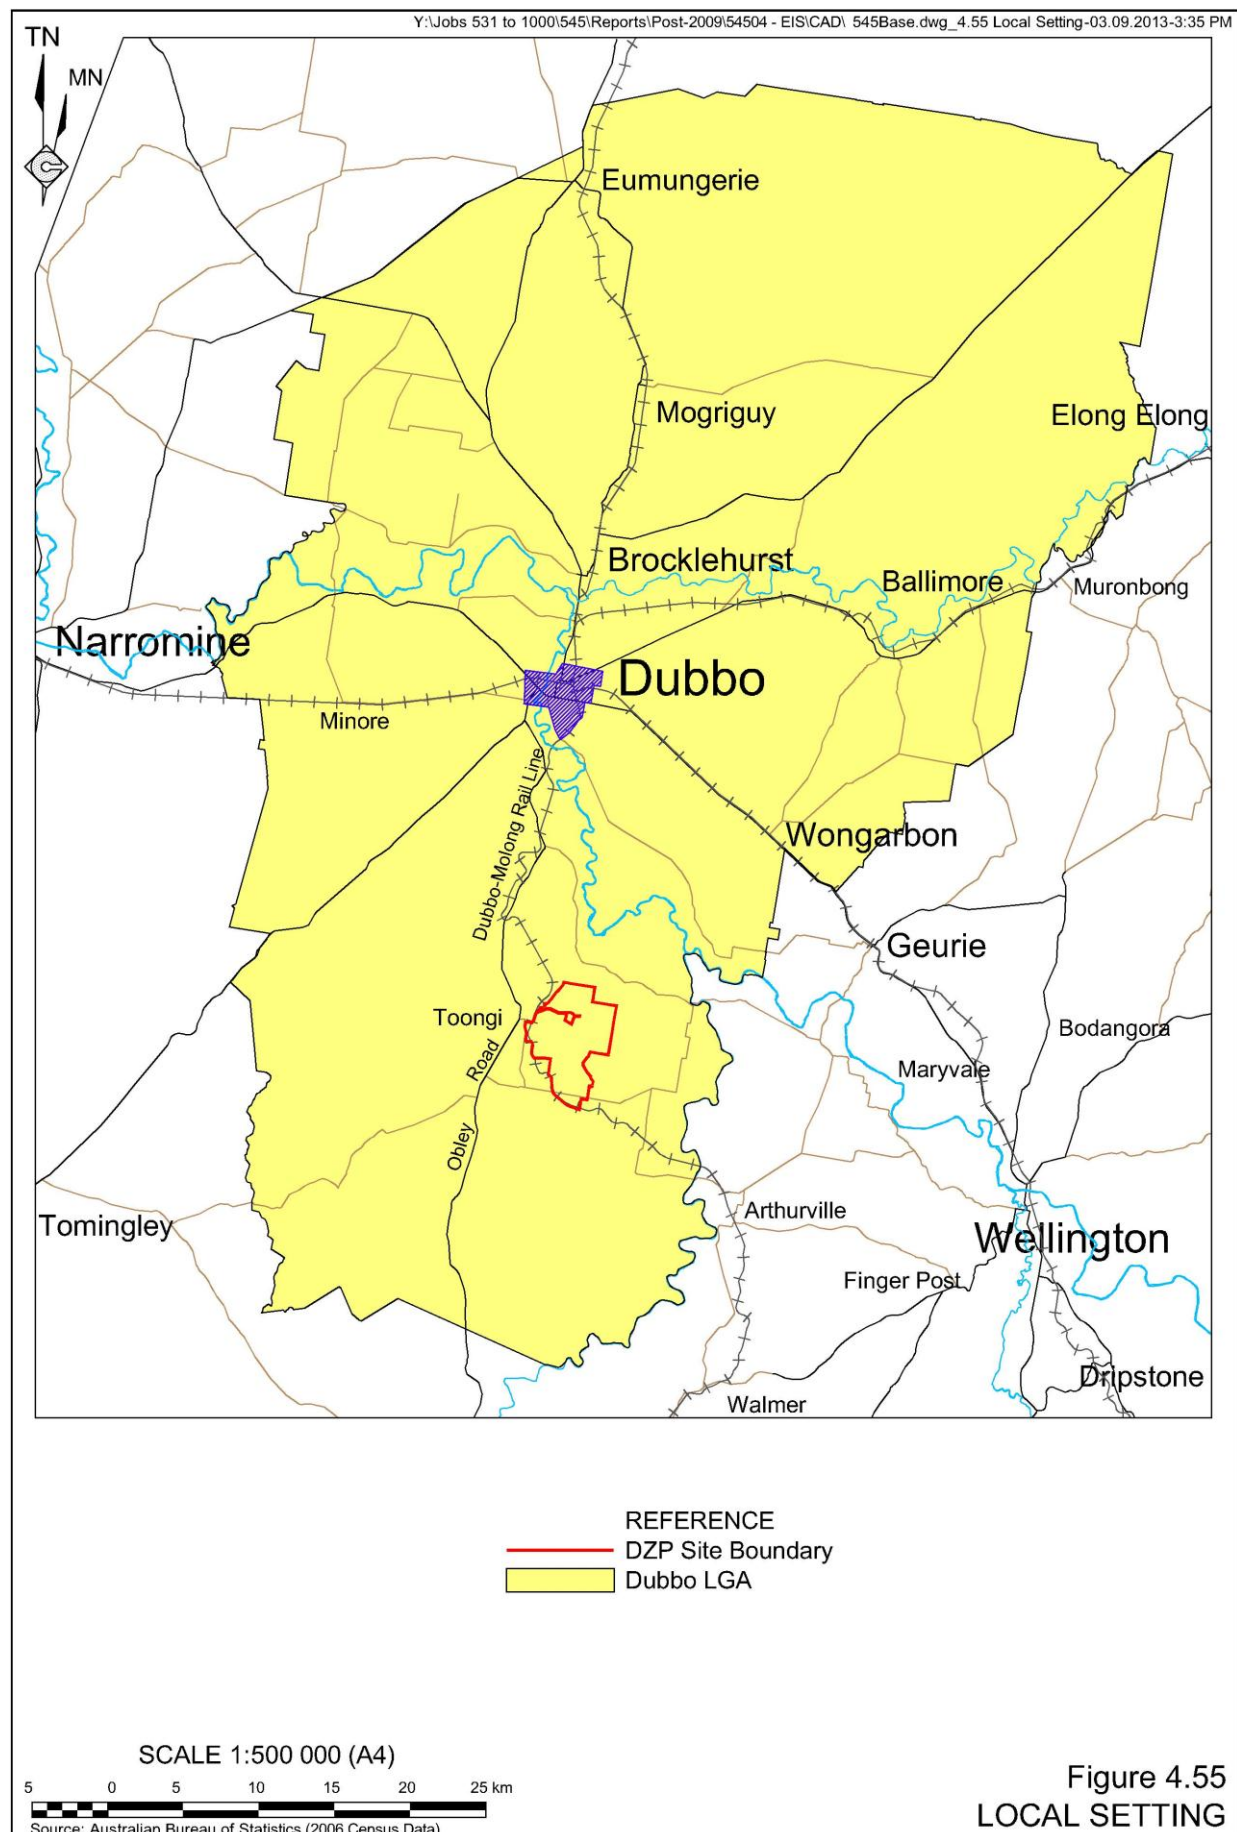 Y:\Jobs 531 to 1000\545\Reports\Post-2009\54504 - EIS\CAD\ 545Base.dwg_4.55 Local Setting-03.09.2013-3:35 PM
TN
MN
Eumungerie
Mogriguy
Elong Elong
Brocklehurst
Ballimore
Muronbong
Narromine
Dubbo
Minore
Dubbo-Molong Rail Line
Wongarbon
Geurie
Toongi
Bodangora
Road
Maryvale
Obley
Arthurville
Tomingley
Wellington
Finger Post
Dripstone
Walmer
REFERENCE
DZP Site Boundary
Dubbo LGA
SCALE 1:500 000 (A4)
5 0 5 10 15 20 25 km
Source: Australian Bureau of Statistics (2006 Census Data)
Figure 4.55
LOCAL SETTING